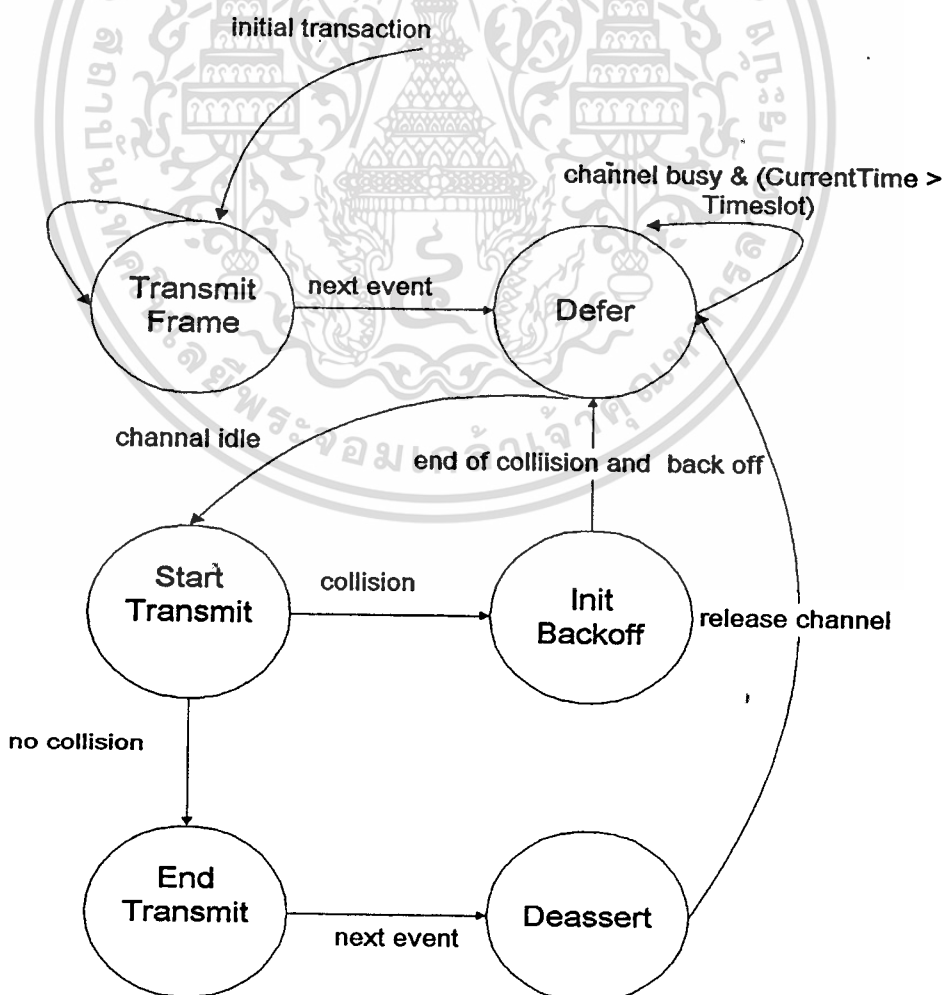 initial transaction
channel busy & (CurrentTime >
Timeslot)
Transmit
Frame
next event
Defer
channal idle
end of colliision and back off
Start
Transmit
collision
Init
Backoff
release channel
no collision
End
Transmit
next event
Deassert